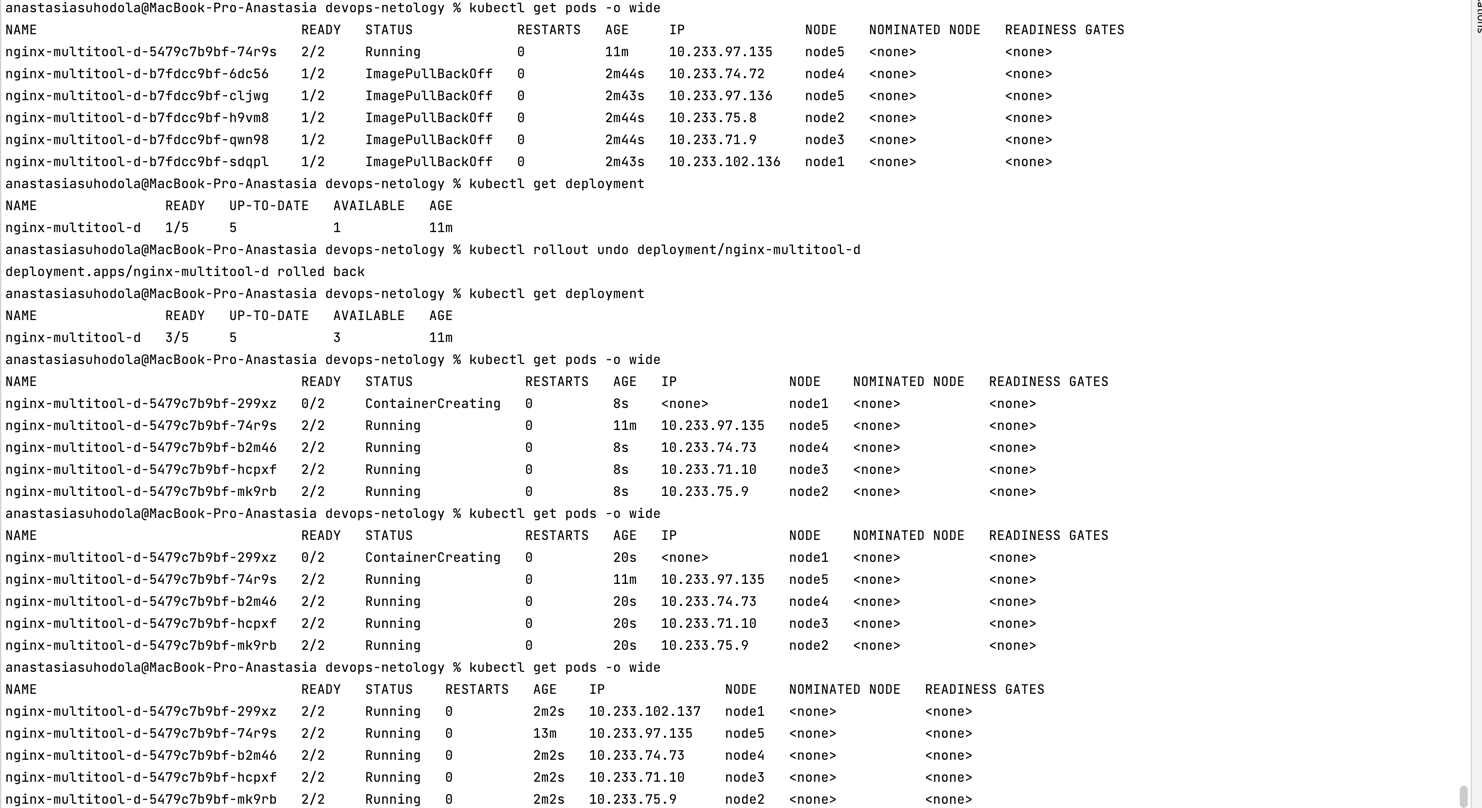 anastasiasuhodola@MacBook-Pro-Anastasia devops-netology % kubectl get pods -o wide
NAME READY STATUS RESTARTS AGE IP NODE NOMINATED NODE READINESS GATES
nginx-multitool-d-5479c7b9bf-74r9s 2/2 Running 0 11m 10.233.97.135 node5 <none> <none>
nginx-multitool-d-b7fdcc9bf-6dc56 1/2 ImagePullBackOff 0 2m44s 10.233.74.72 node4 <none> <none>
nginx-multitool-d-b7fdcc9bf-cljwg 1/2 ImagePullBackOff 0 2m43s 10.233.97.136 node5 <none> <none>
nginx-multitool-d-b7fdcc9bf-h9vm8 1/2 ImagePullBackOff 0 2m44s 10.233.75.8 node2 <none> <none>
nginx-multitool-d-b7fdcc9bf-qwn98 1/2 ImagePullBackOff 0 2m44s 10.233.71.9 node3 <none> <none>
nginx-multitool-d-b7fdcc9bf-sdqpl 1/2 ImagePullBackOff 0 2m43s 10.233.102.136 node1 <none> <none>
anastasiasuhodola@MacBook-Pro-Anastasia devops-netology % kubectl get deployment
NAME READY UP-TO-DATE AVAILABLE AGE
nginx-multitool-d 1/5 5 1 11m
anastasiasuhodola@MacBook-Pro-Anastasia devops-netology % kubectl rollout undo deployment/nginx-multitool-d
deployment.apps/nginx-multitool-d rolled back
anastasiasuhodola@MacBook-Pro-Anastasia devops-netology % kubectl get deployment
NAME READY UP-TO-DATE AVAILABLE AGE
nginx-multitool-d 3/5 5 3 11m
anastasiasuhodola@MacBook-Pro-Anastasia devops-netology % kubectl get pods -o wide
NAME READY STATUS RESTARTS AGE IP NODE NOMINATED NODE READINESS GATES
nginx-multitool-d-5479c7b9bf-299xz 0/2 ContainerCreating 0 8s <none> node1 <none> <none>
nginx-multitool-d-5479c7b9bf-74r9s 2/2 Running 0 11m 10.233.97.135 node5 <none> <none>
nginx-multitool-d-5479c7b9bf-b2m46 2/2 Running 0 8s 10.233.74.73 node4 <none> <none>
nginx-multitool-d-5479c7b9bf-hcpxf 2/2 Running 0 8s 10.233.71.10 node3 <none> <none>
nginx-multitool-d-5479c7b9bf-mk9rb 2/2 Running 0 8s 10.233.75.9 node2 <none> <none>
anastasiasuhodola@MacBook-Pro-Anastasia devops-netology % kubectl get pods -o wide
NAME READY STATUS RESTARTS AGE IP NODE NOMINATED NODE READINESS GATES
nginx-multitool-d-5479c7b9bf-299xz 0/2 ContainerCreating 0 20s <none> node1 <none> <none>
nginx-multitool-d-5479c7b9bf-74r9s 2/2 Running 0 11m 10.233.97.135 node5 <none> <none>
nginx-multitool-d-5479c7b9bf-b2m46 2/2 Running 0 20s 10.233.74.73 node4 <none> <none>
nginx-multitool-d-5479c7b9bf-hcpxf 2/2 Running 0 20s 10.233.71.10 node3 <none> <none>
nginx-multitool-d-5479c7b9bf-mk9rb 2/2 Running 0 20s 10.233.75.9 node2 <none> <none>
anastasiasuhodola@MacBook-Pro-Anastasia devops-netology % kubectl get pods -o wide
NAME READY STATUS RESTARTS AGE IP NODE NOMINATED NODE READINESS GATES
nginx-multitool-d-5479c7b9bf-299xz 2/2 Running 0 2m2s 10.233.102.137 node1 <none> <none>
nginx-multitool-d-5479c7b9bf-74r9s 2/2 Running 0 13m 10.233.97.135 node5 <none> <none>
nginx-multitool-d-5479c7b9bf-b2m46 2/2 Running 0 2m2s 10.233.74.73 node4 <none> <none>
nginx-multitool-d-5479c7b9bf-hcpxf 2/2 Running 0 2m2s 10.233.71.10 node3 <none> <none>
nginx-multitool-d-5479c7b9bf-mk9rb 2/2 Running 0 2m2s 10.233.75.9 node2 <none> <none>